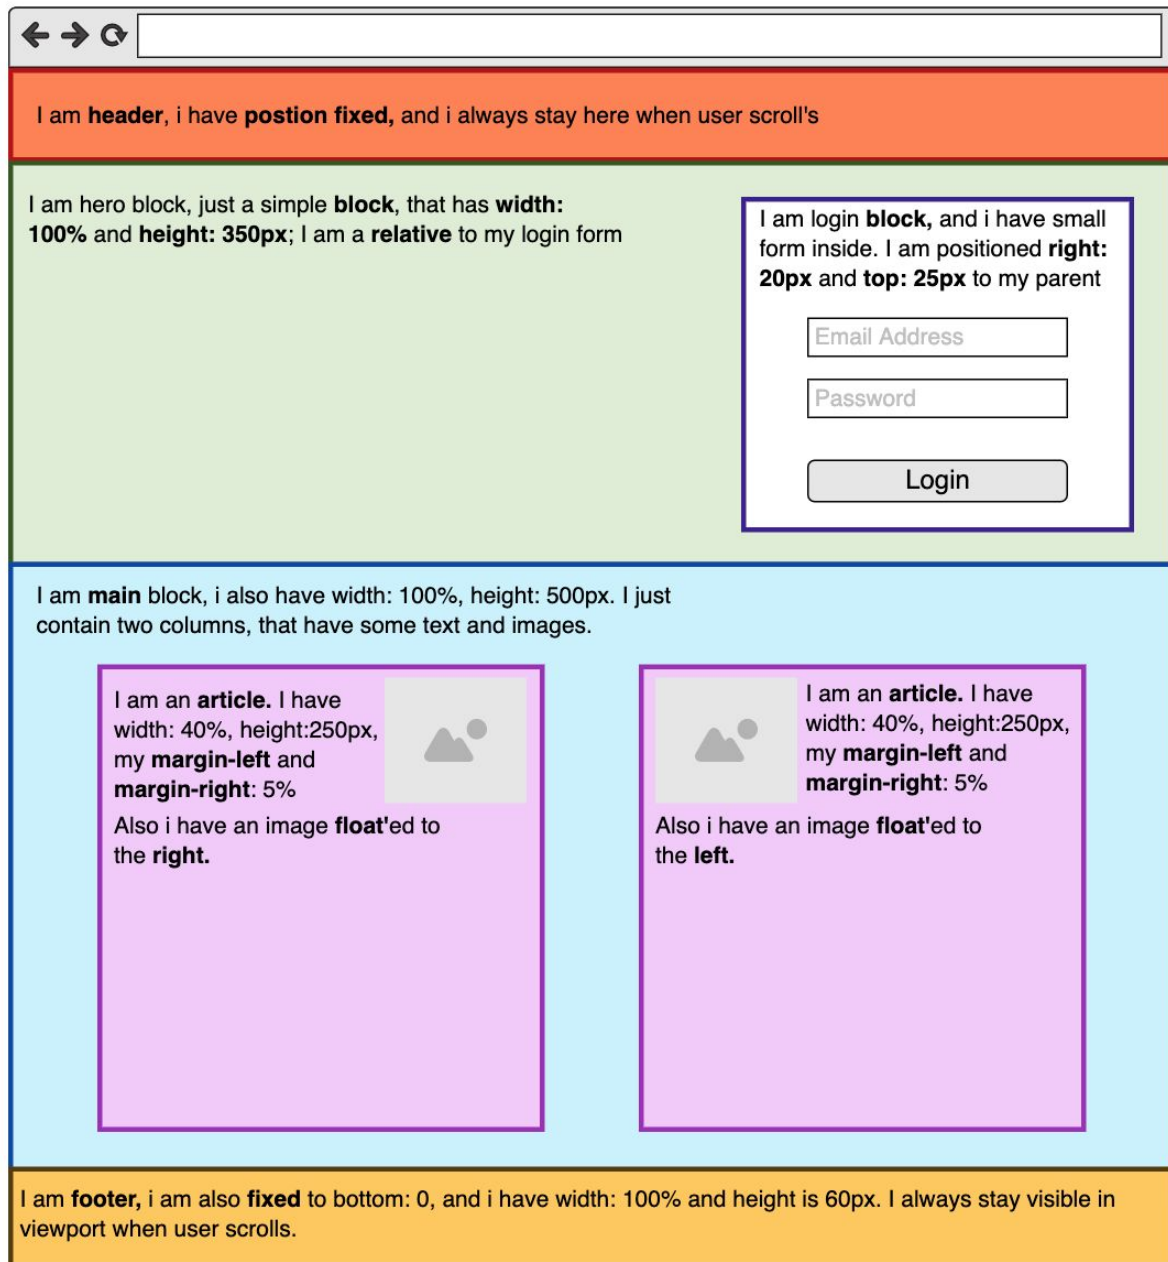 I am header, i have postion fixed, and i always stay here when user scroll's
I am hero block, just a simple block, that has width:
100% and height: 350px; I am a relative to my login form
I am login block, and i have small
form inside. I am positioned right:
20px and top: 25px to my parent
Email Address
Password
Login
I am main block, i also have width: 100%, height: 500px. I just
contain two columns, that have some text and images.
I am an article. I have
width: 40%, height:250px,
my margin-left and
margin-right: 5%
Also i have an image float'ed to
the right.
I am an article. I have
width: 40%, height:250px,
my margin-left and
margin-right: 5%
Also i have an image float'ed to
the left.
I am footer, i am also fixed to bottom: 0, and i have width: 100% and height is 60px. I always stay visible in
viewport when user scrolls.